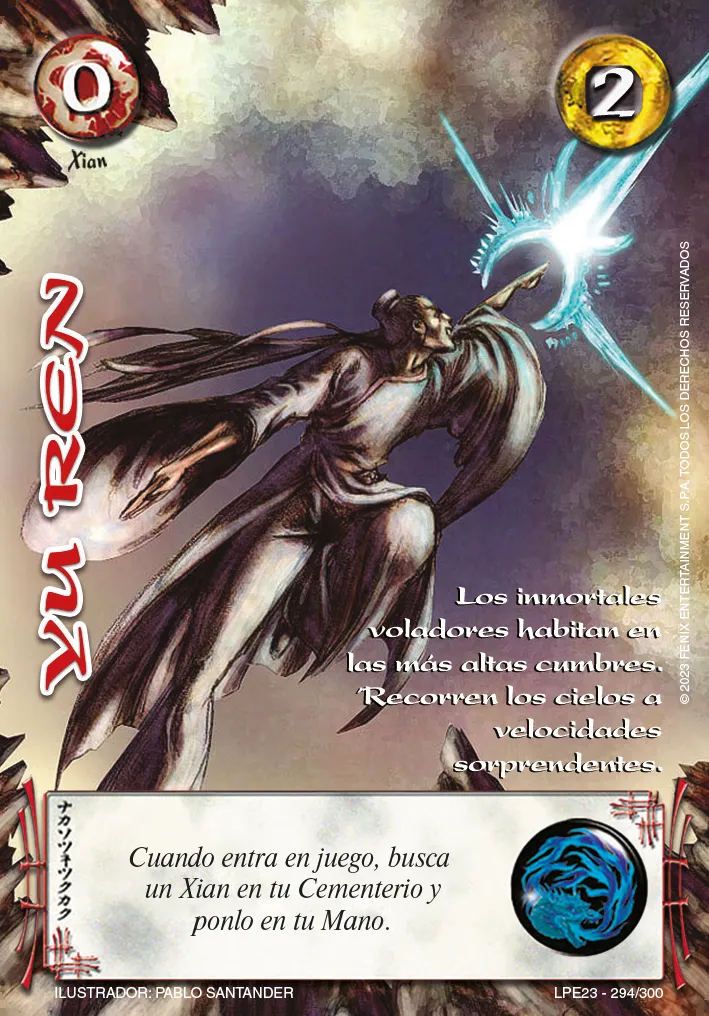 0
Xian
2
YU REN
Los inmortales
voladores habitan en
las más altas cumbres.
Recorren los cielos a
velocidades
sorprendentes.
© 2023 FENIX ENTERTAINMENT S.PA. TODOS LOS DERECHOS RESERVADOS
ナカソツネツクカク
Cuando entra en juego, busca
un Xian en tu Cementerio y
ponlo en tu Mano.
ILUSTRADOR: PABLO SANTANDER
LPE23 - 294/300